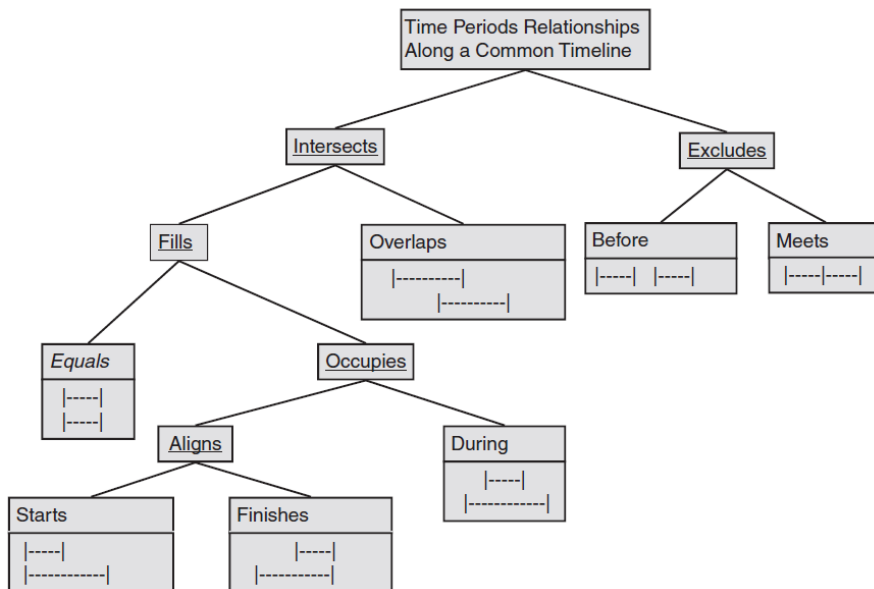 Time Periods Relationships
Along a Common Timeline
Intersects
Excludes
Fills
Overlaps
|----------|
|----------|
Before
|-----| |-----|
Meets
|-----|-----|
Equals
|-----|
|-----|
Occupies
Aligns
During
|-----|
|------------|
Starts
|-----|
|------------|
Finishes
|-----|
|-----------|